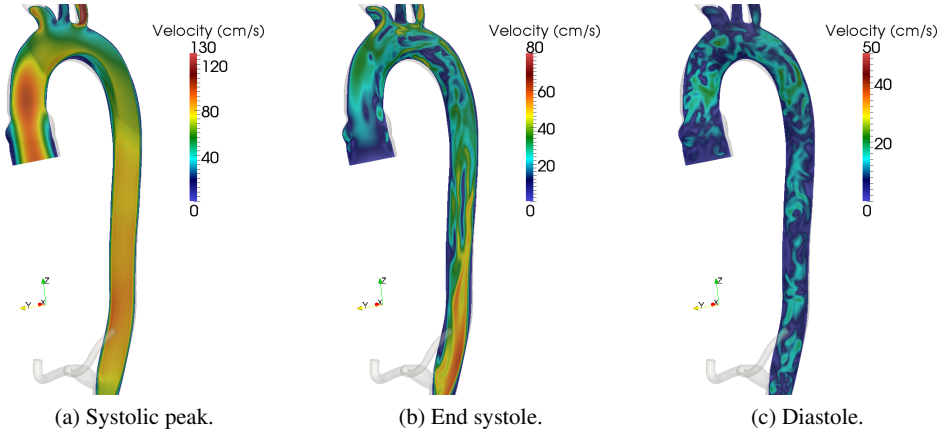 Velocity (cm/s)
130
120
80
40
0
Z
Y
X
(a) Systolic peak.
Velocity (cm/s)
80
60
40
20
0
Z
Y
X
(b) End systole.
Velocity (cm/s)
50
40
20
0
Z
Y
X
(c) Diastole.